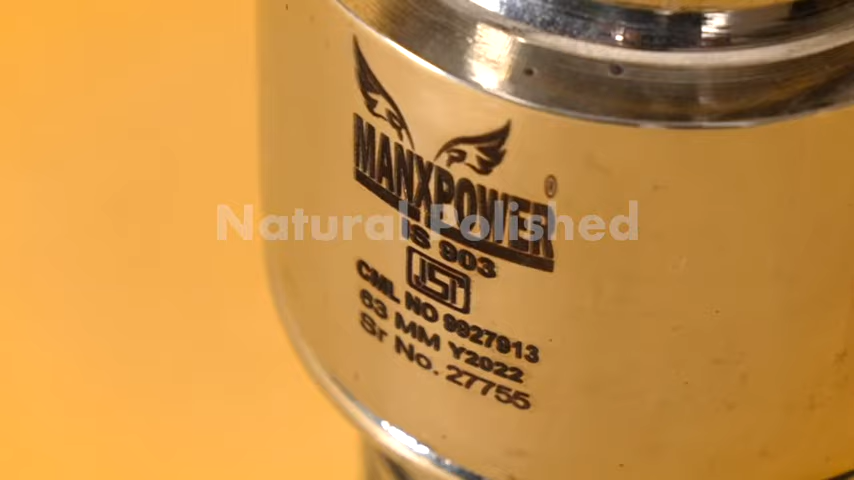 MANXPOWER®
Natural Polished
IS 903
ISI
CML NO 9927913
63 MM Y2022
Sr No. 27755